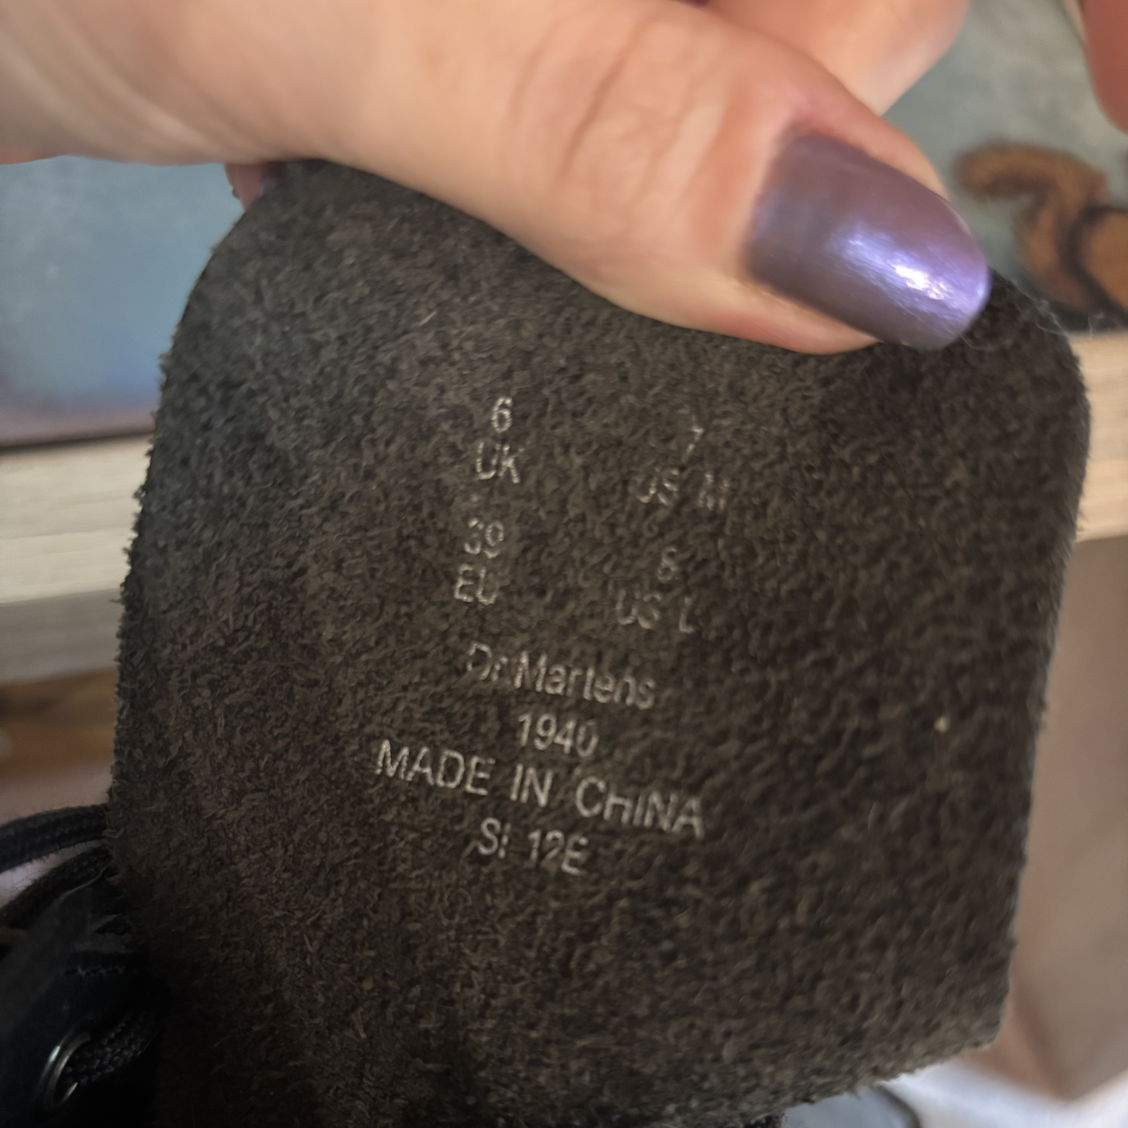 6 7
UK US M
39 8
EU US L
Dr.Martens
1940
MADE IN CHINA
SI 12E